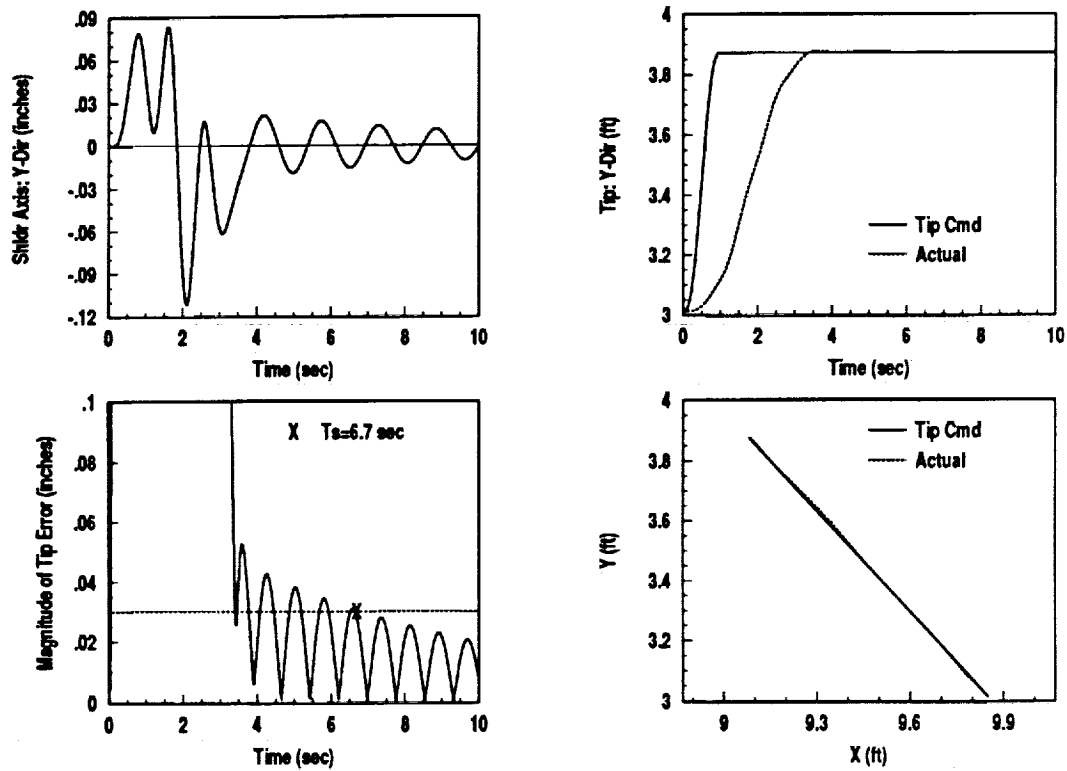 Shldr Axis: Y-Dir (inches)
.09
.06
.03
0
-.03
-.06
-.09
-.12
0 2 4 6 8 10
Time (sec)
Tip: Y-Dir (ft)
4
3.8
3.6
3.4
3.2
3
Tip Cmd
Actual
0 2 4 6 8 10
Time (sec)
Magnitude of Tip Error (inches)
.1
.08
.06
.04
.02
0
X Ts=6.7 sec
X
0 2 4 6 8 10
Time (sec)
Y (ft)
4
3.8
3.6
3.4
3.2
3
Tip Cmd
Actual
9 9.3 9.6 9.9
X (ft)